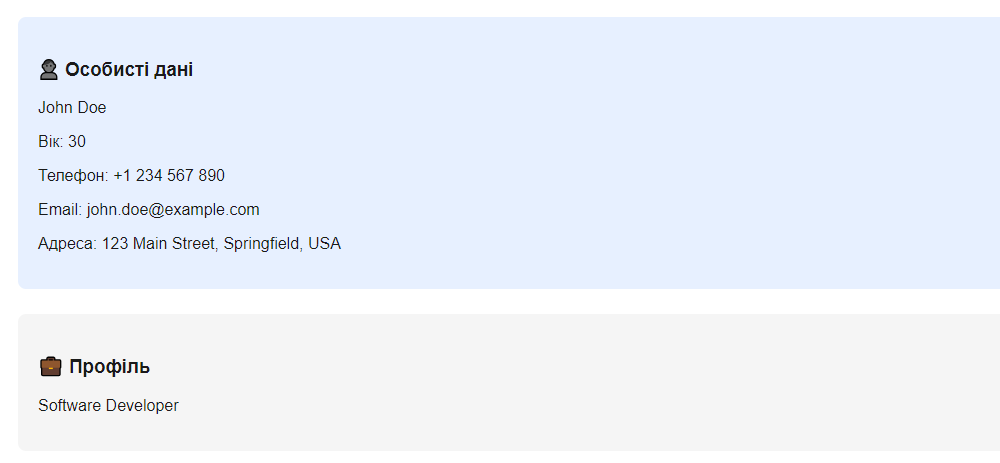 Особисті дані
John Doe
Вік: 30
Телефон: +1 234 567 890
Email: john.doe@example.com
Адреса: 123 Main Street, Springfield, USA
Профіль
Software Developer